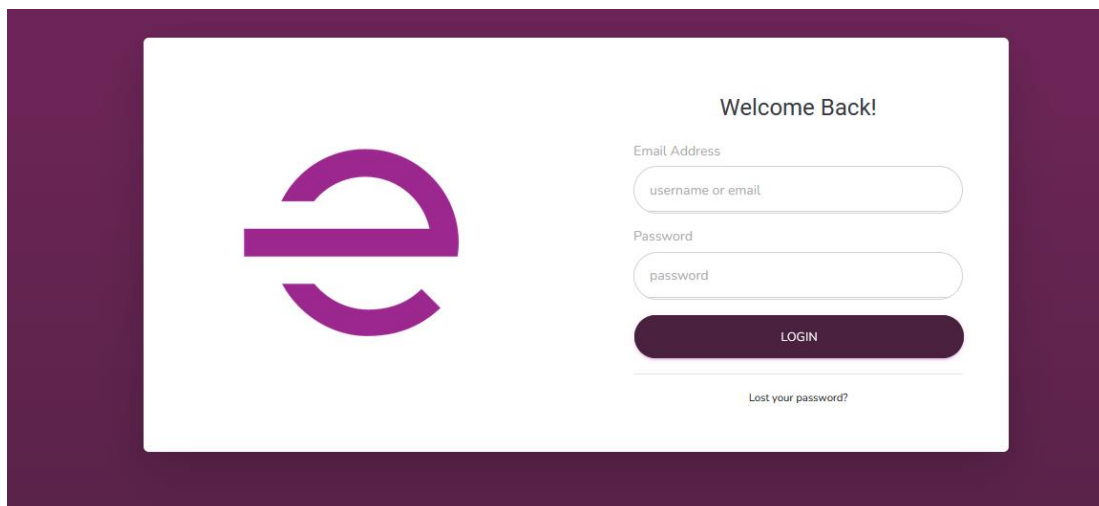 Welcome Back!
Email Address
username or email
Password
password
LOGIN
Lost your password?